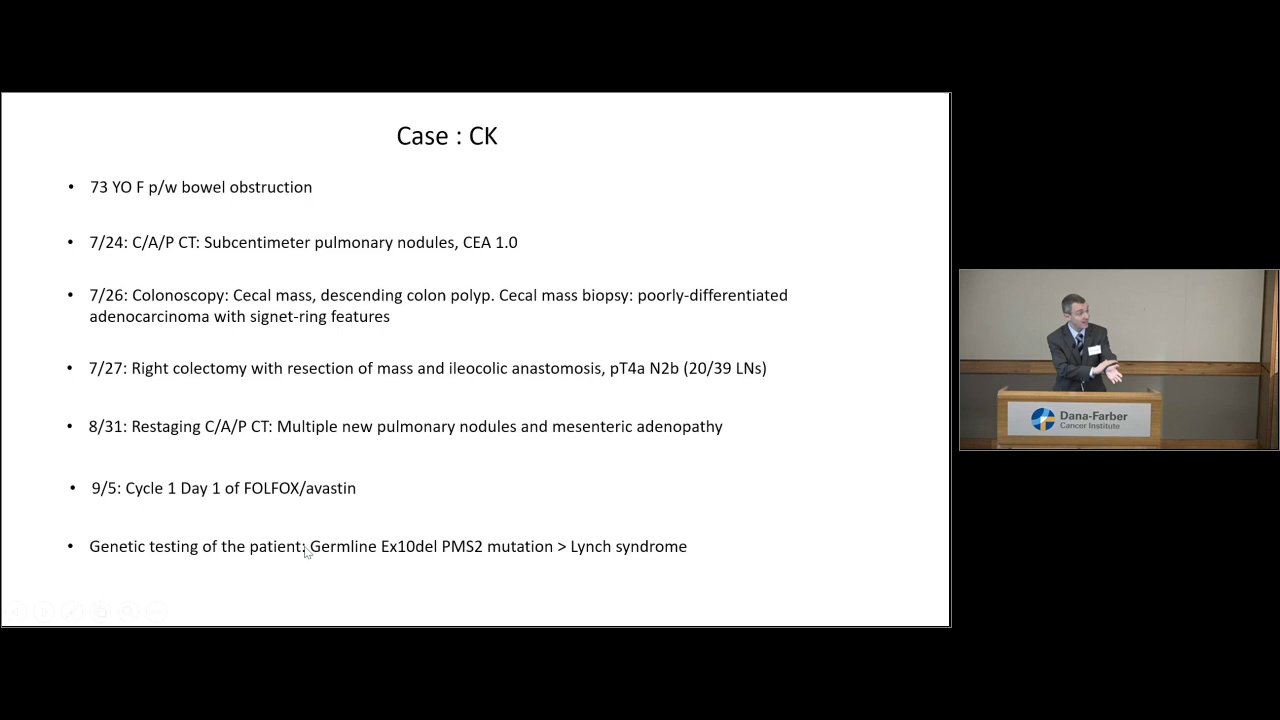 Case : CK
• 73 YO F p/w bowel obstruction
• 7/24: C/A/P CT: Subcentimeter pulmonary nodules, CEA 1.0
• 7/26: Colonoscopy: Cecal mass, descending colon polyp. Cecal mass biopsy: poorly-differentiated
adenocarcinoma with signet-ring features
• 7/27: Right colectomy with resection of mass and ileocolic anastomosis, pT4a N2b (20/39 LNs)
• 8/31: Restaging C/A/P CT: Multiple new pulmonary nodules and mesenteric adenopathy
• 9/5: Cycle 1 Day 1 of FOLFOX/avastin
• Genetic testing of the patient: Germline Ex10del PMS2 mutation > Lynch syndrome
Dana-Farber
Cancer Institute